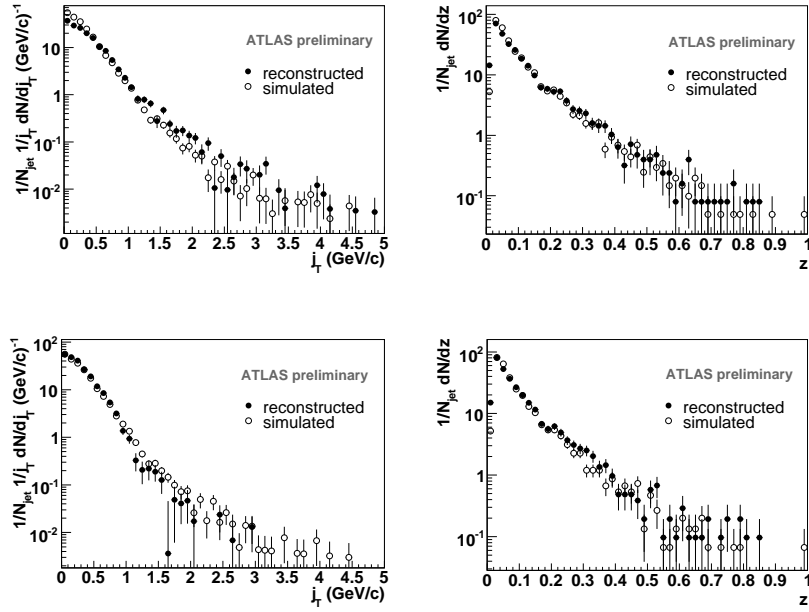 1/N_jet 1/j_T dN/dj_T (GeV/c)^-1
10^2
10
1
10^-1
10^-2
ATLAS preliminary
reconstructed
simulated
0 0.5 1 1.5 2 2.5 3 3.5 4 4.5 5
j_T (GeV/c)
1/N_jet dN/dz
10^2
10
1
10^-1
ATLAS preliminary
reconstructed
simulated
0 0.1 0.2 0.3 0.4 0.5 0.6 0.7 0.8 0.9 1
z
1/N_jet 1/j_T dN/dj_T (GeV/c)^-1
10^2
10
1
10^-1
10^-2
ATLAS preliminary
reconstructed
simulated
0 0.5 1 1.5 2 2.5 3 3.5 4 4.5 5
j_T (GeV/c)
1/N_jet dN/dz
10^2
10
1
10^-1
ATLAS preliminary
reconstructed
simulated
0 0.1 0.2 0.3 0.4 0.5 0.6 0.7 0.8 0.9 1
z